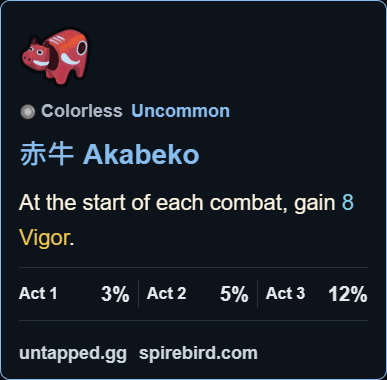 Colorless Uncommon
赤牛 Akabeko
At the start of each combat, gain 8
Vigor.
Act 1 3% Act 2 5% Act 3 12%
untapped.gg spirebird.com